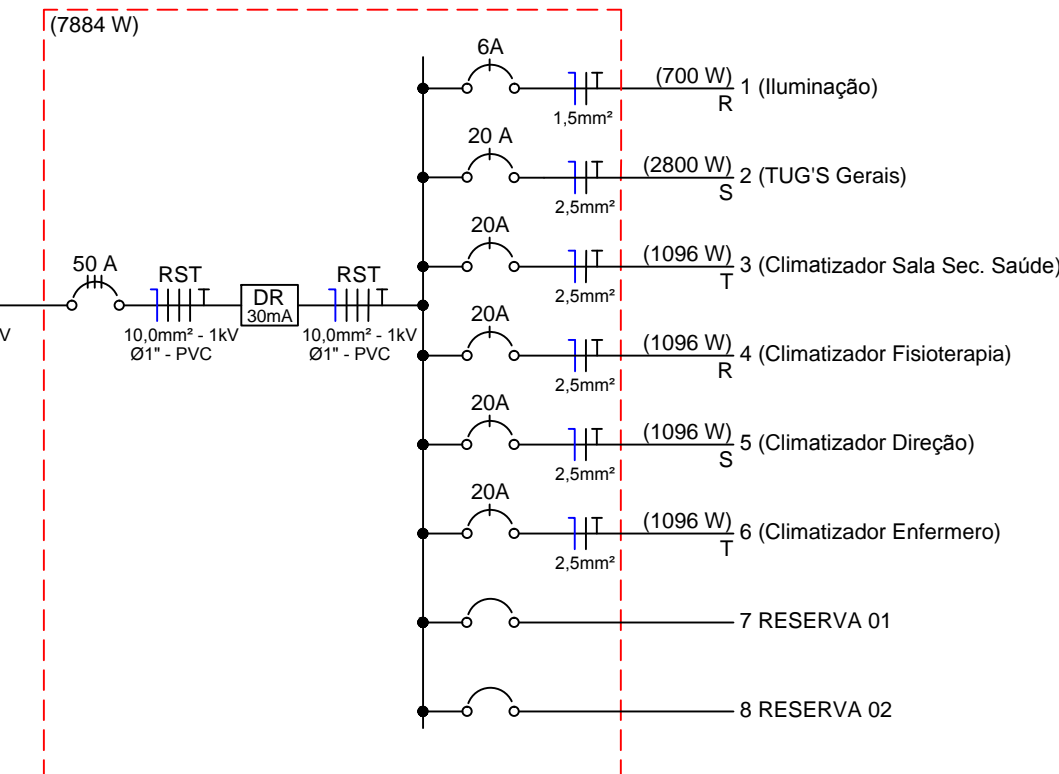 (7884 W)
6A
(700 W)
1 (Iluminação)
R
1,5mm²
20 A
(2800 W)
2 (TUG'S Gerais)
S
2,5mm²
20A
(1096 W)
3 (Climatizador Sala Sec. Saúde)
T
2,5mm²
50 A
RST
DR
30mA
RST
V
10,0mm² - 1kV
Ø1" - PVC
10,0mm² - 1kV
Ø1" - PVC
20A
(1096 W)
4 (Climatizador Fisioterapia)
R
2,5mm²
20A
(1096 W)
5 (Climatizador Direção)
S
2,5mm²
20A
(1096 W)
6 (Climatizador Enfermero)
T
2,5mm²
7 RESERVA 01
8 RESERVA 02